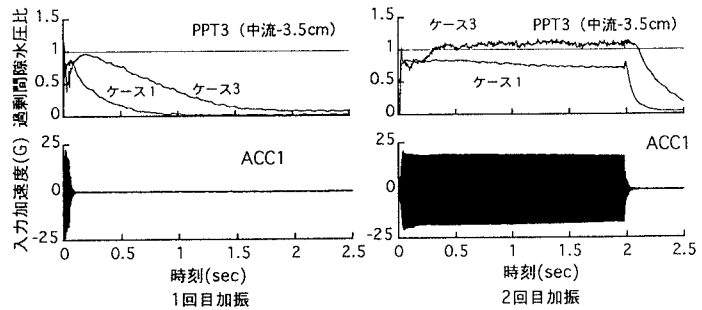 過剰間隙水圧比
1.5
1
0.5
0
PPT3（中流-3.5cm）
ケース1
ケース3
1.5
1
0.5
0
ケース3
PPT3（中流-3.5cm）
ケース1
入力加速度(G)
25
0
-25
ACC1
0
0.5
1
1.5
2
2.5
時刻(sec)
1回目加振
25
0
-25
ACC1
0
0.5
1
1.5
2
2.5
時刻(sec)
2回目加振